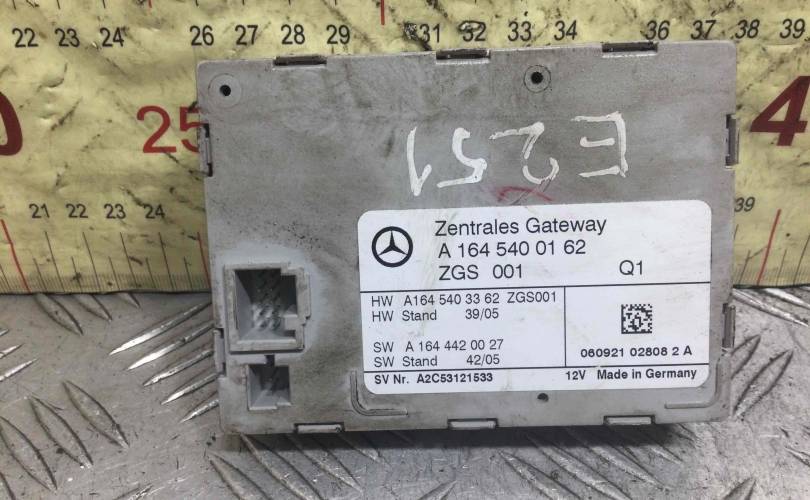 22 23 24 26 27 28 29 31 32 33 34 36 37 38 39
25
4
21 22 23 24 39
E251
Zentrales Gateway
A 164 540 01 62
ZGS 001 Q1
HW A164 540 33 62 ZGS001
HW Stand 39/05
SW A 164 442 00 27
SW Stand 42/05
060921 02808 2 A
SV Nr. A2C53121533 12V Made in Germany